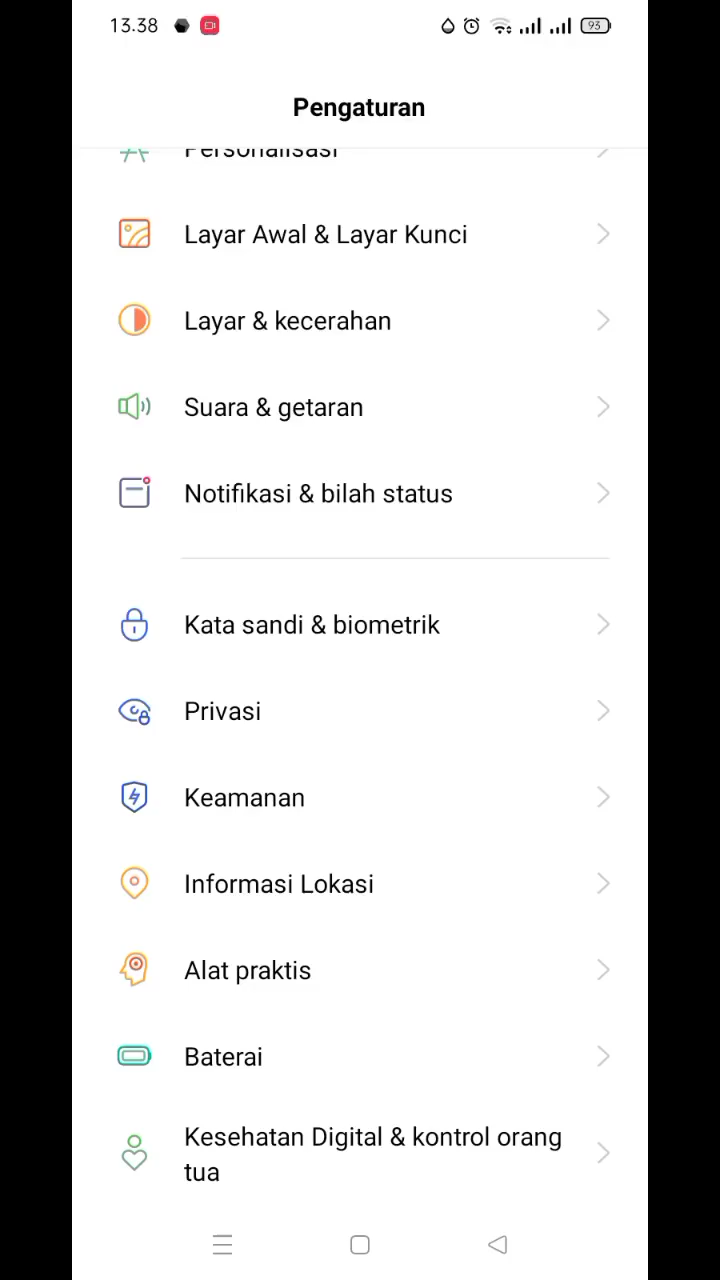 13.38
93
Pengaturan
Personalisasi
Layar Awal & Layar Kunci
Layar & kecerahan
Suara & getaran
Notifikasi & bilah status
Kata sandi & biometrik
Privasi
Keamanan
Informasi Lokasi
Alat praktis
Baterai
Kesehatan Digital & kontrol orang
tua